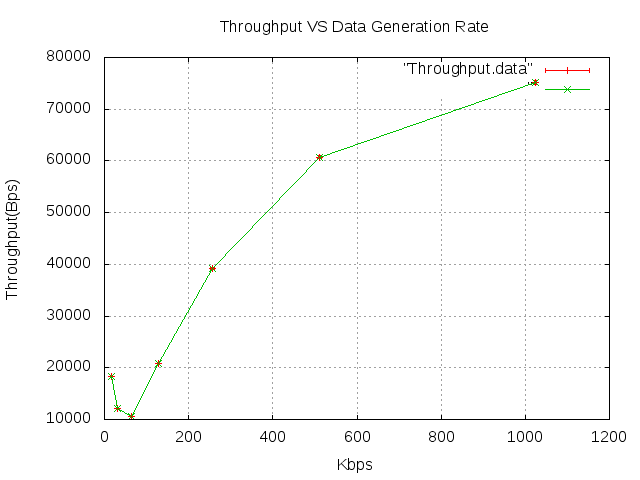 Throughput VS Data Generation Rate
80000
"Throughput.data"
70000
60000
50000
40000
30000
20000
10000
Throughput(Bps)
0 200 400 600 800 1000 1200
Kbps